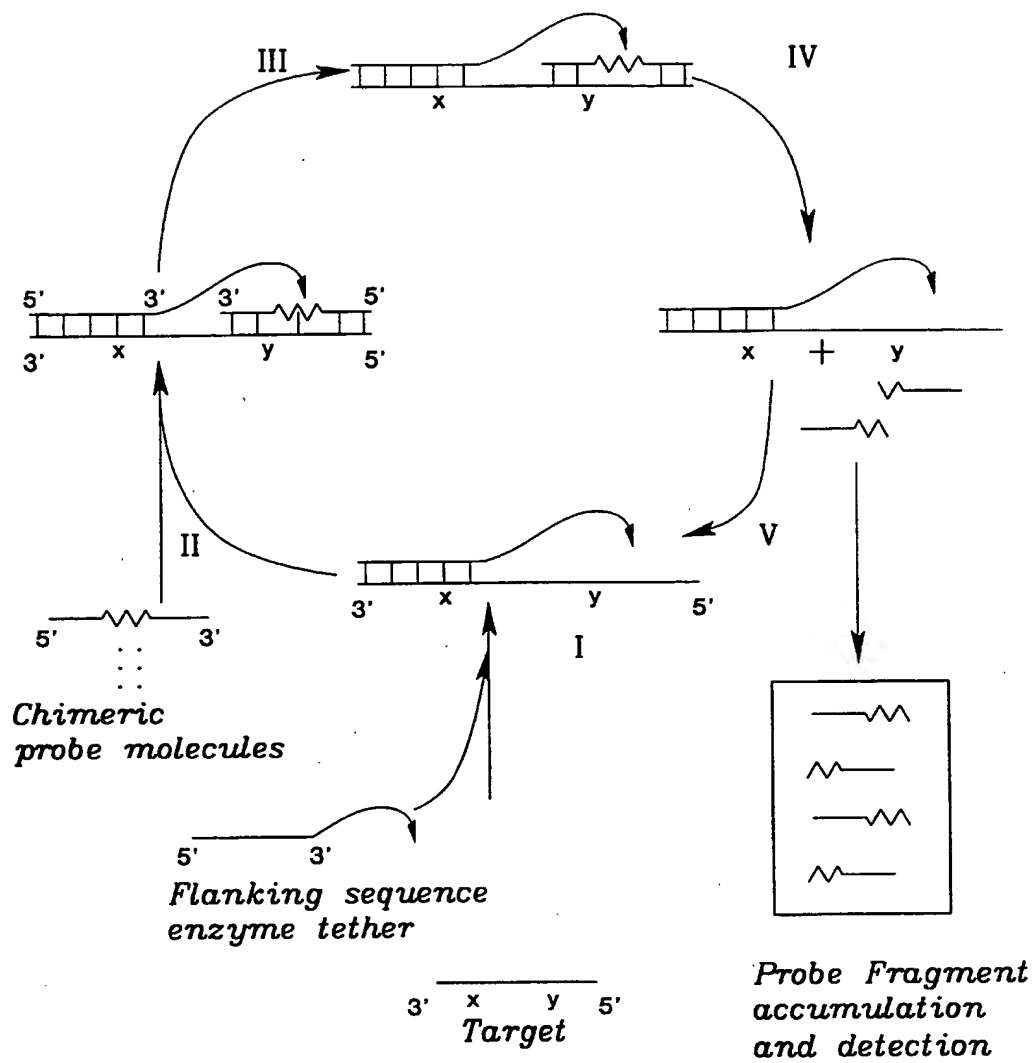 III
IV
x y
5' 3' 3' 5'
3' x y 5'
x + y
II
V
3' x y 5'
5' 3'
I
Chimeric
probe molecules
5' 3'
Flanking sequence
enzyme tether
3' x y 5'
Target
Probe Fragment
accumulation
and detection